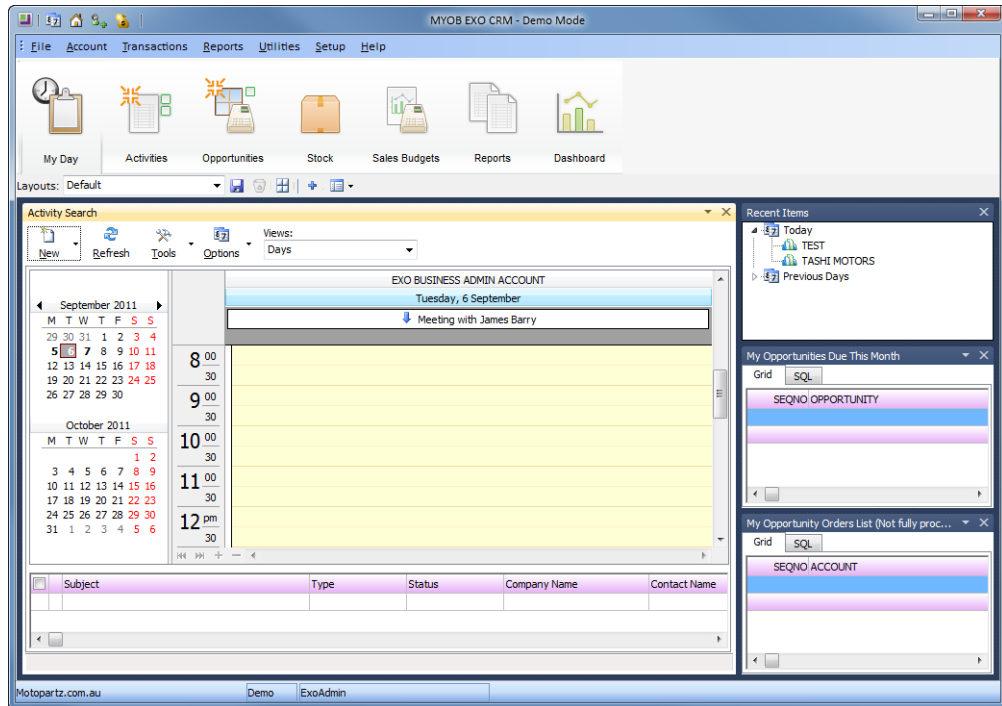 MYOB EXO CRM - Demo Mode
File Account Transactions Reports Utilities Setup Help
My Day Activities Opportunities Stock Sales Budgets Reports Dashboard
Layouts: Default
Activity Search
New Refresh Tools Options Views: Days
EXO BUSINESS ADMIN ACCOUNT
Tuesday, 6 September
Meeting with James Barry
September 2011
M T W T F S S
29 30 31 1 2 3 4
5 6 7 8 9 10 11
12 13 14 15 16 17 18
19 20 21 22 23 24 25
26 27 28 29 30
October 2011
M T W T F S S
1 2
3 4 5 6 7 8 9
10 11 12 13 14 15 16
17 18 19 20 21 22 23
24 25 26 27 28 29 30
31 1 2 3 4 5 6
8 00
30
9 00
30
10 00
30
11 00
30
12 pm
30
Subject Type Status Company Name Contact Name
Recent Items
Today
TEST
TASHI MOTORS
Previous Days
My Opportunities Due This Month
Grid SQL
SEQNO OPPORTUNITY
My Opportunity Orders List (Not fully proc...
Grid SQL
SEQNO ACCOUNT
Motopartz.com.au Demo ExoAdmin